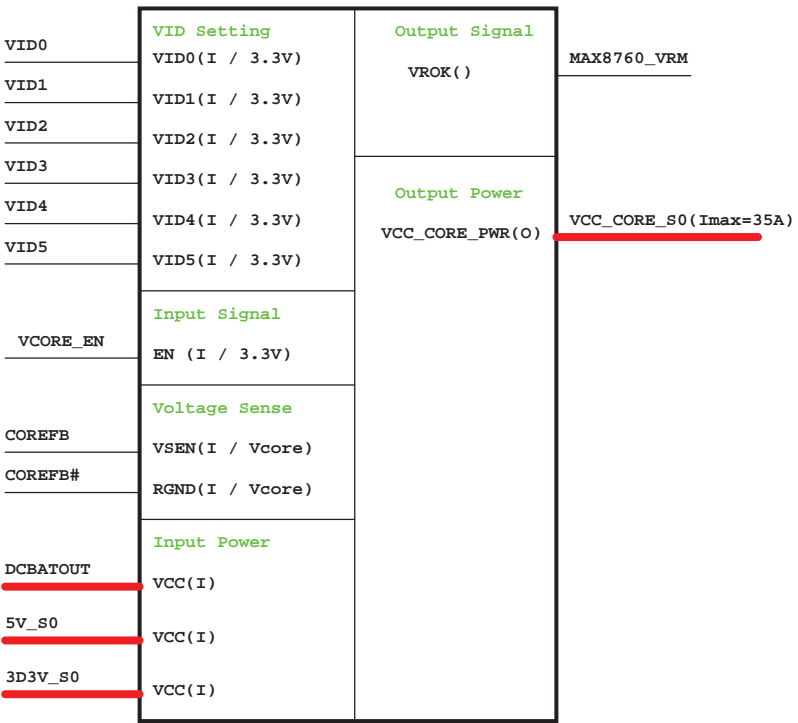 VID Setting
Output Signal
VID0
VID0(I / 3.3V)
VROK()
MAX8760_VRM
VID1
VID1(I / 3.3V)
VID2
VID2(I / 3.3V)
VID3
VID3(I / 3.3V)
Output Power
VID4
VID4(I / 3.3V)
VCC_CORE_PWR(O)
VCC_CORE_S0(Imax=35A)
VID5
VID5(I / 3.3V)
Input Signal
VCORE_EN
EN (I / 3.3V)
Voltage Sense
COREFB
VSEN(I / Vcore)
COREFB#
RGND(I / Vcore)
Input Power
DCBATOUT
VCC(I)
5V_S0
VCC(I)
3D3V_S0
VCC(I)